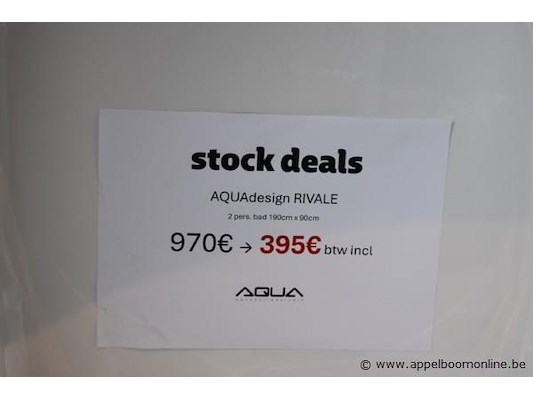 stock deals
AQUAdesign RIVALE
2 pers. bad 190cm x 90cm
970€ → 395€ btw incl
AQUA
© www.appelboomonline.be